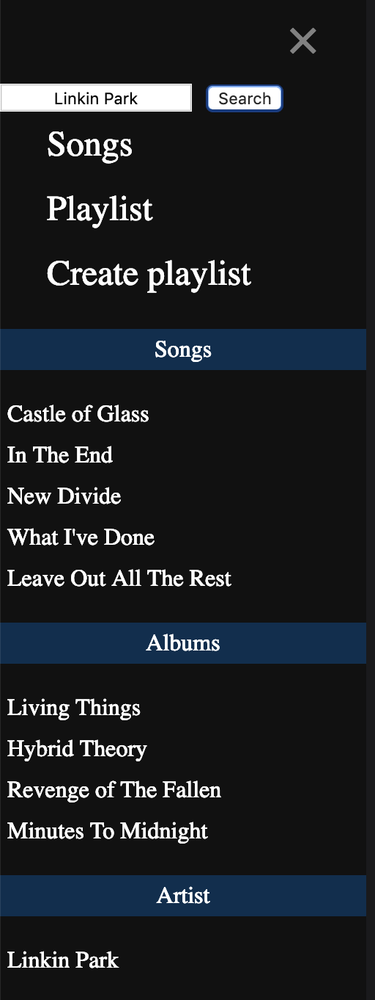 Linkin Park Search
Songs
Playlist
Create playlist
Songs
Castle of Glass
In The End
New Divide
What I've Done
Leave Out All The Rest
Albums
Living Things
Hybrid Theory
Revenge of The Fallen
Minutes To Midnight
Artist
Linkin Park